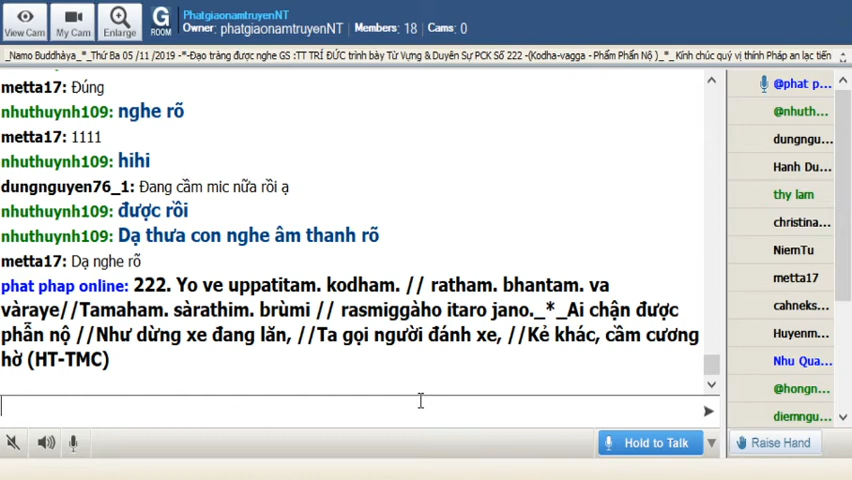 PhatgiaonamtruyenNT
Owner: phatgiaonamtruyenNT Members: 18 Cams: 0
View Cam
My Cam
Enlarge
G
ROOM
_Namo Buddhàya_*_Thứ Ba 05 /11 /2019 -*-Đạo tràng được nghe GS :TT TRÍ ĐỨC trình bày Từ Vựng & Duyên Sự PCK Số 222 -(Kodha-vagga - Phẩm Phẫn Nộ )_*_ Kính chúc quý vị thính Pháp an lạc tiến
metta17: Đúng
nhuthuynh109: nghe rõ
metta17: 1111
nhuthuynh109: hihi
dungnguyen76_1: Đang cầm mic nữa rồi ạ
nhuthuynh109: được rồi
nhuthuynh109: Dạ thưa con nghe âm thanh rõ
metta17: Dạ nghe rõ
phat phap online: 222. Yo ve uppatitam. kodham. // ratham. bhantam. va
vàraye//Tamaham. sàrathim. brùmi // rasmiggàho itaro jano._*_Ai chận được
phẫn nộ //Như dừng xe đang lăn, //Ta gọi người đánh xe, //Kẻ khác, cầm cương
hờ (HT-TMC)
@phat p...
@nhuth...
dungngu...
Hanh Du...
thy lam
christina...
NiemTu
metta17
cahneks...
Huyenm...
Nhu Qua...
@hongn...
diemngu...
Hold to Talk
Raise Hand